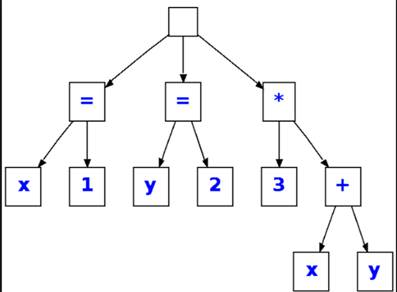 = = *
x 1 y 2 3 +
x y